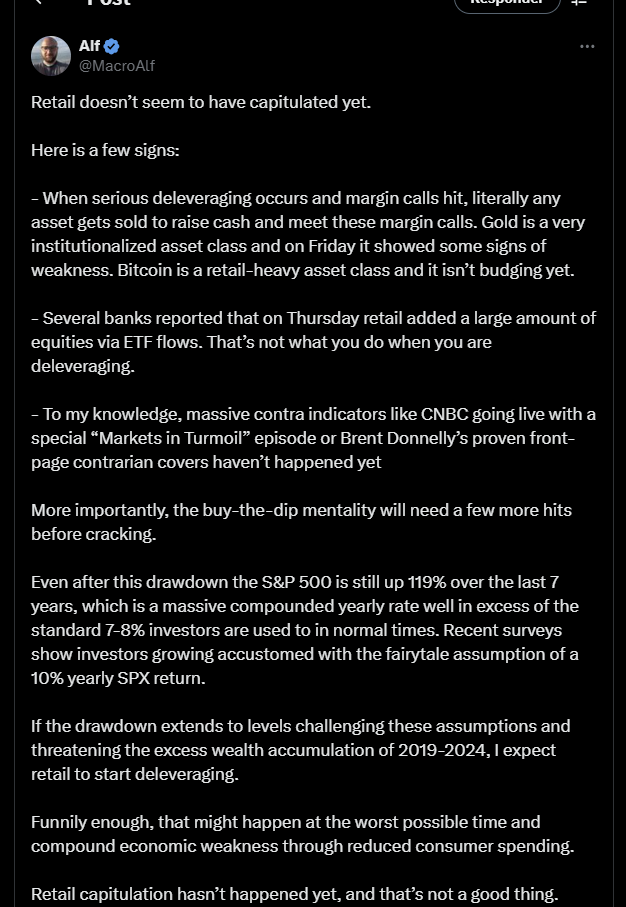 Post
Responder
Alf
@MacroAlf
Retail doesn’t seem to have capitulated yet.
Here is a few signs:
- When serious deleveraging occurs and margin calls hit, literally any
asset gets sold to raise cash and meet these margin calls. Gold is a very
institutionalized asset class and on Friday it showed some signs of
weakness. Bitcoin is a retail-heavy asset class and it isn’t budging yet.
- Several banks reported that on Thursday retail added a large amount of
equities via ETF flows. That’s not what you do when you are
deleveraging.
- To my knowledge, massive contra indicators like CNBC going live with a
special “Markets in Turmoil” episode or Brent Donnelly’s proven front-
page contrarian covers haven’t happened yet
More importantly, the buy-the-dip mentality will need a few more hits
before cracking.
Even after this drawdown the S&P 500 is still up 119% over the last 7
years, which is a massive compounded yearly rate well in excess of the
standard 7-8% investors are used to in normal times. Recent surveys
show investors growing accustomed with the fairytale assumption of a
10% yearly SPX return.
If the drawdown extends to levels challenging these assumptions and
threatening the excess wealth accumulation of 2019-2024, I expect
retail to start deleveraging.
Funnily enough, that might happen at the worst possible time and
compound economic weakness through reduced consumer spending.
Retail capitulation hasn’t happened yet, and that’s not a good thing.